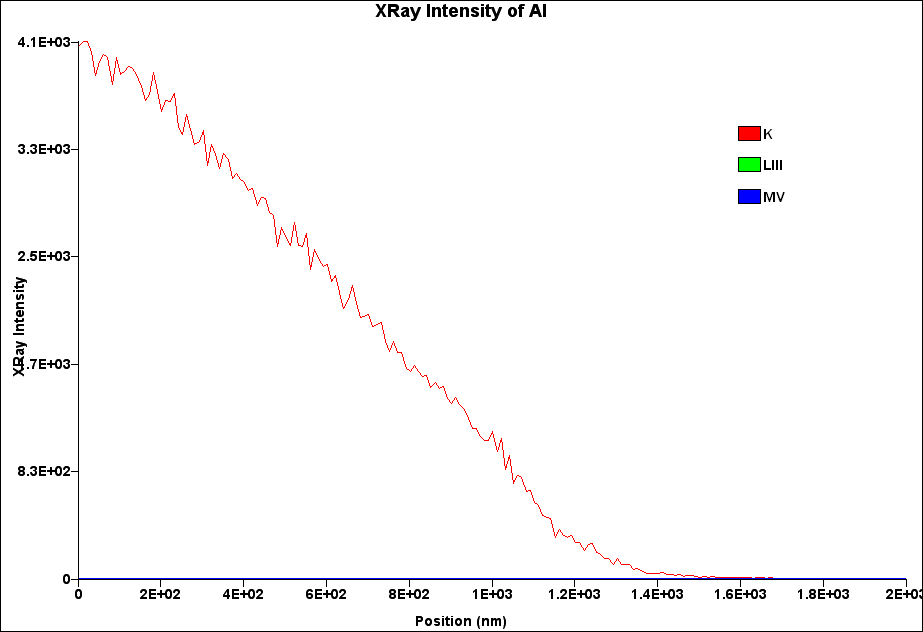 XRay Intensity of Al
4.1E+03
3.3E+03
2.5E+03
.7E+03
8.3E+02
0
XRay Intensity
K
LIII
MV
0 2E+02 4E+02 6E+02 8E+02 1E+03 1.2E+03 1.4E+03 1.6E+03 1.8E+03 2E+03
Position (nm)